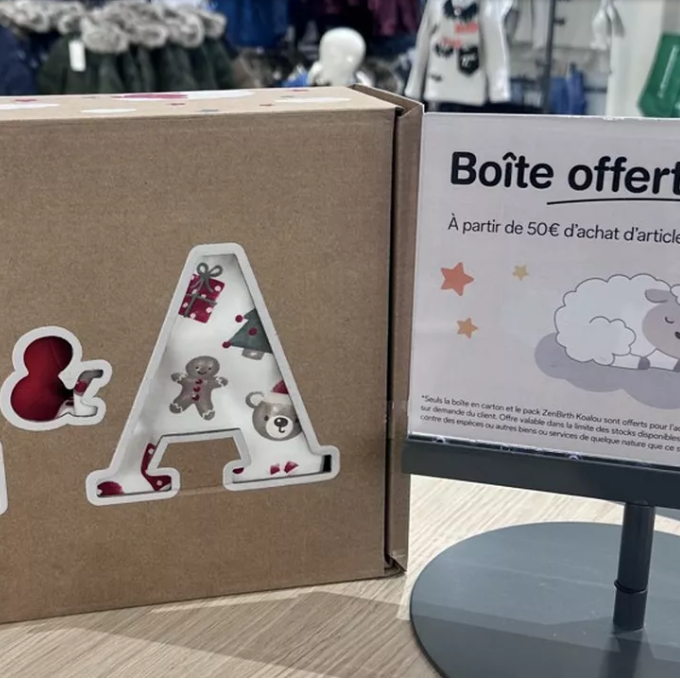 & A
Boîte offert
À partir de 50€ d'achat d'article
*Seuls la boîte en carton et le pack ZenBirth Koalou sont offerts pour l'a
sur demande du client. Offre valable dans la limite des stocks disponibles
contre des espèces ou autres biens ou services de quelque nature que ce s